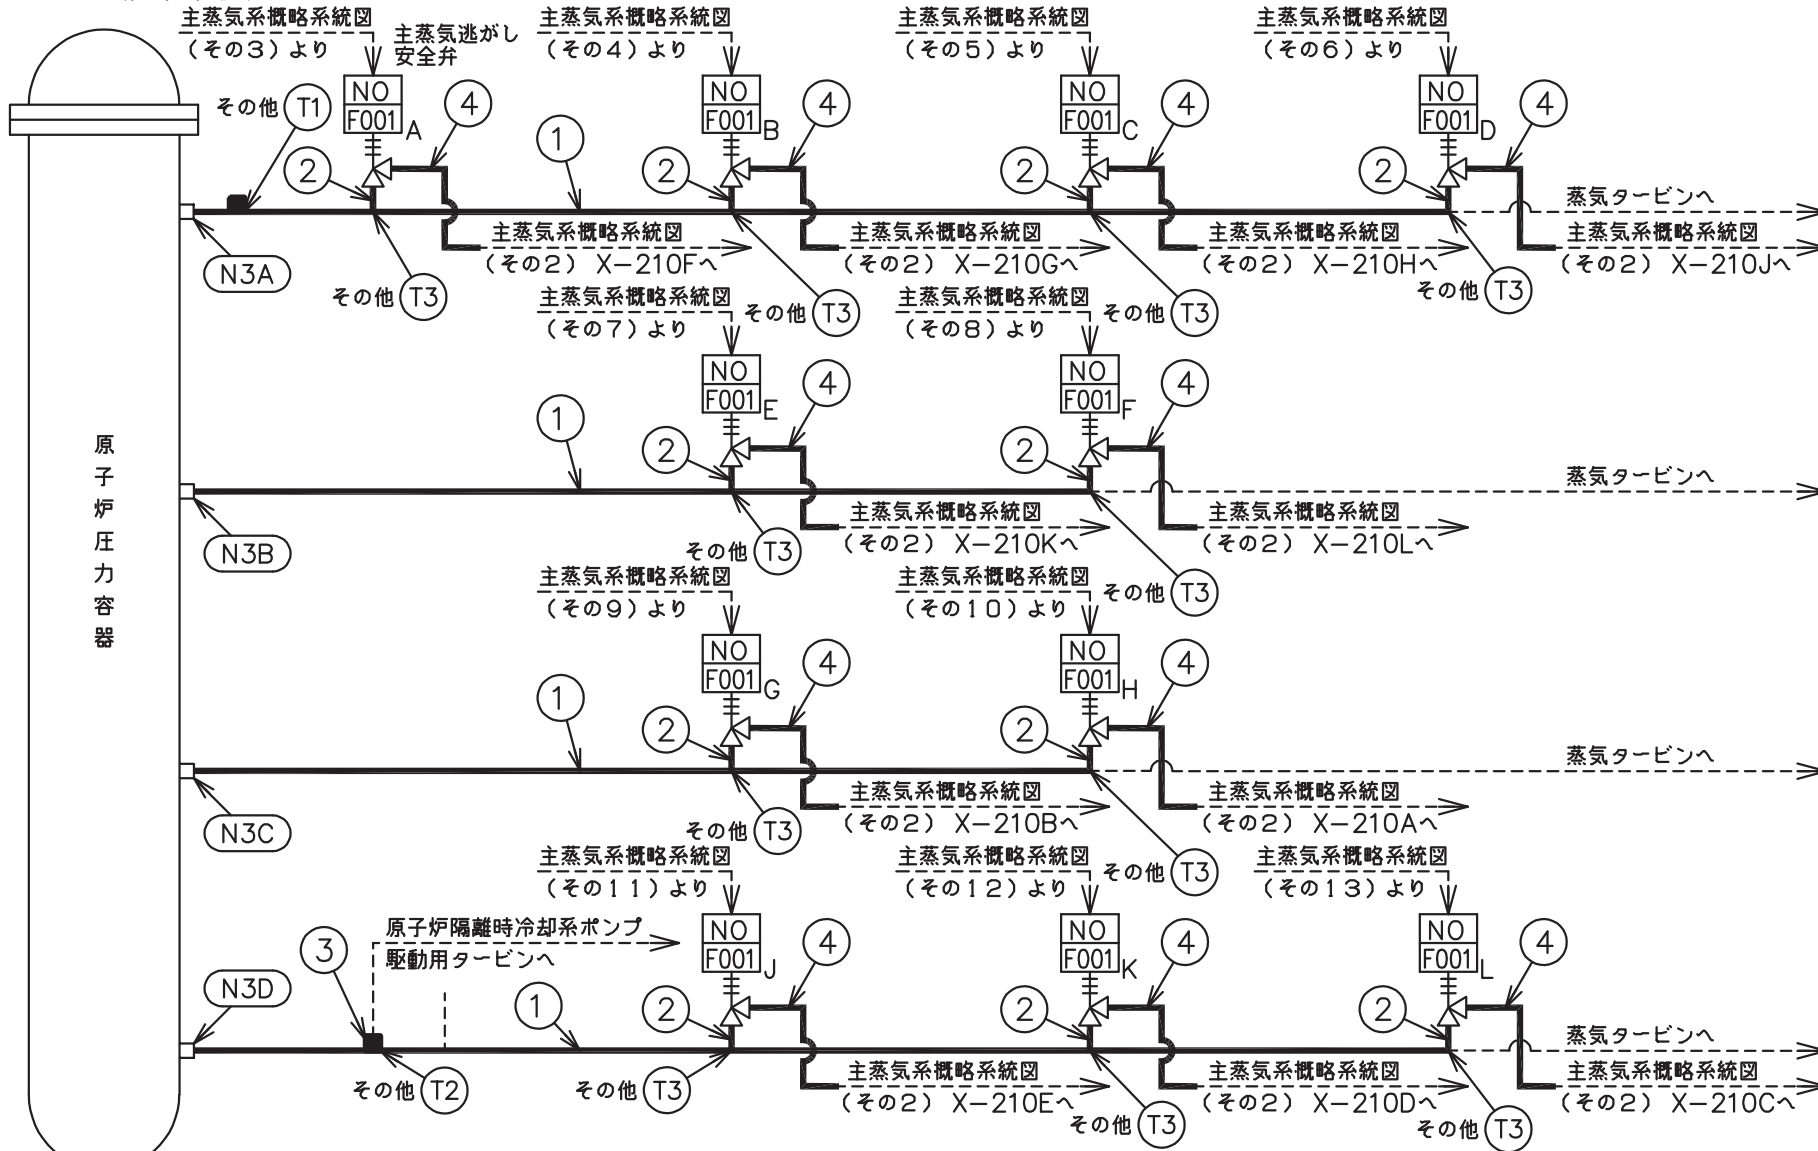 主蒸気系概略系統図
(その3)より
主蒸気逃がし
安全弁
主蒸気系概略系統図
(その4)より
主蒸気系概略系統図
(その5)より
主蒸気系概略系統図
(その6)より
その他 T1
NO
F001 A
4
1
NO
F001 B
4
NO
F001 C
4
NO
F001 D
4
2
2
2
2
蒸気タービンへ
N3A
主蒸気系概略系統図
(その2) X-210Fへ
主蒸気系概略系統図
(その2) X-210Gへ
主蒸気系概略系統図
(その2) X-210Hへ
主蒸気系概略系統図
(その2) X-210Jへ
その他 T3
その他 T3
その他 T3
その他 T3
主蒸気系概略系統図
(その7)より
主蒸気系概略系統図
(その8)より
NO
F001 E
4
NO
F001 F
4
1
2
2
原子炉圧力容器
蒸気タービンへ
N3B
主蒸気系概略系統図
(その2) X-210Kへ
主蒸気系概略系統図
(その2) X-210Lへ
その他 T3
その他 T3
主蒸気系概略系統図
(その9)より
主蒸気系概略系統図
(その10)より
NO
F001 G
4
NO
F001 H
4
1
2
2
蒸気タービンへ
N3C
主蒸気系概略系統図
(その2) X-210Bへ
主蒸気系概略系統図
(その2) X-210Aへ
その他 T3
その他 T3
主蒸気系概略系統図
(その11)より
主蒸気系概略系統図
(その12)より
主蒸気系概略系統図
(その13)より
原子炉隔離時冷却系ポンプ
駆動用タービンへ
3
NO
F001 J
4
NO
F001 K
4
NO
F001 L
4
N3D
1
2
2
2
蒸気タービンへ
その他 T2
その他 T3
主蒸気系概略系統図
(その2) X-210Eへ
主蒸気系概略系統図
(その2) X-210Dへ
主蒸気系概略系統図
(その2) X-210Cへ
その他 T3
その他 T3